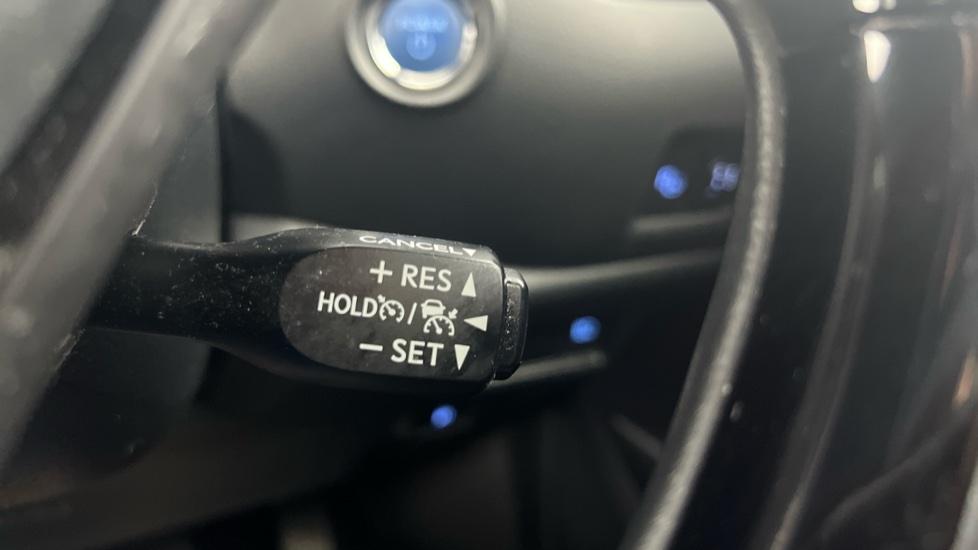 CANCEL▼
+ RES ▲
HOLD / ◀
− SET ▼